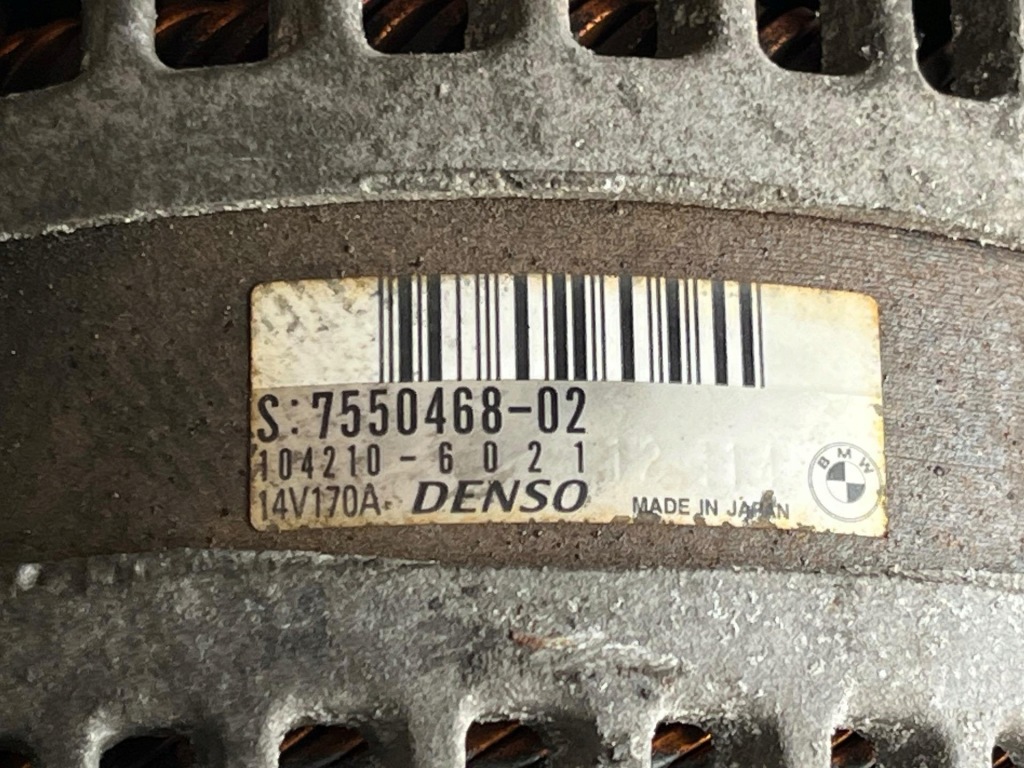 S: 7550468-02
104210-6021
14V170A DENSO MADE IN JAPAN
BMW